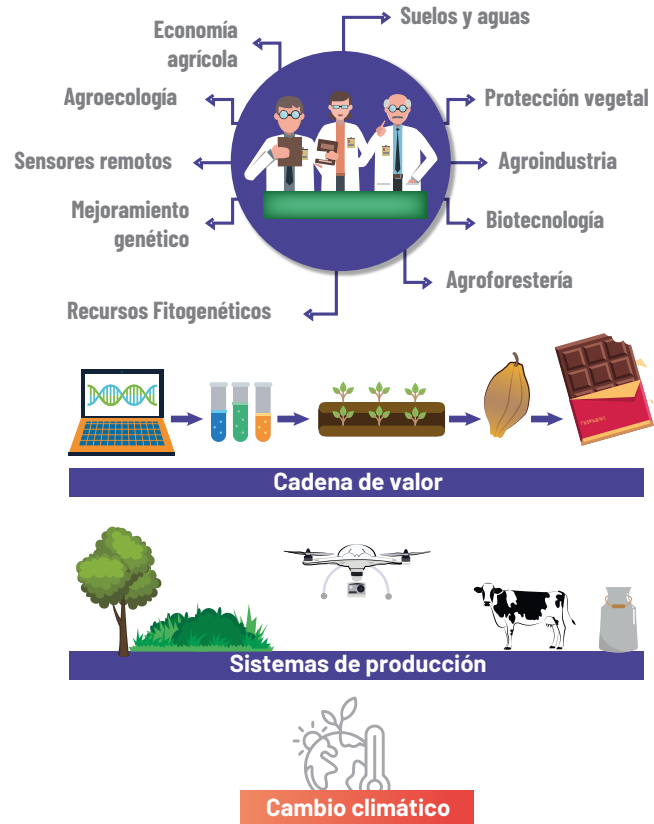 Suelos y aguas
Economía
agrícola
Agroecología
Protección vegetal
Sensores remotos
Agroindustria
Mejoramiento
genético
Biotecnología
Agroforestería
Recursos Fitogenéticos
Cadena de valor
Sistemas de producción
Cambio climático